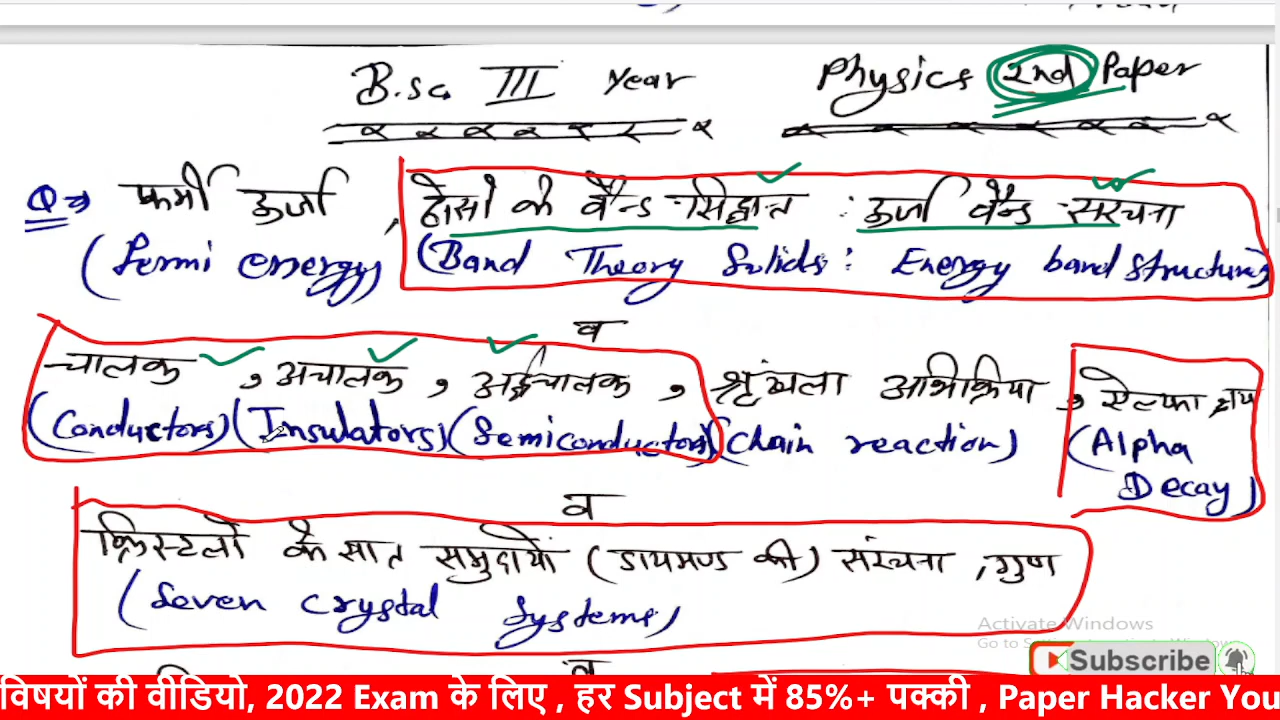 B.sc. III Year Physics 2nd Paper
Q⇒ फर्मी ऊर्जा , ठोसों के बैन्ड सिद्धान्त : ऊर्जा बैन्ड संरचना
(Fermi energy) (Band Theory Solids: Energy band structure)
व
चालक , अचालक , अर्द्धचालक , श्रृंखला अभिक्रिया , ऐल्फा क्षय
(Conductors) (Insulators) (Semiconductors) (Chain reaction) (Alpha Decay)
व
क्रिस्टलों के सात समुदायों (डायमण्ड की) संरचना , गुण
(Seven Crystal Systems)
व
Activate Windows
Subscribe
विषयों की वीडियो, 2022 Exam के लिए , हर Subject में 85%+ पक्की , Paper Hacker You